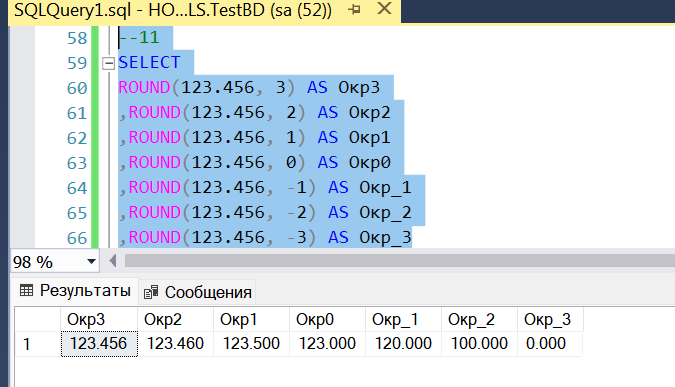 SQLQuery1.sql - HO...LS.TestBD (sa (52))
58 --11
59 SELECT
60 ROUND(123.456, 3) AS Окр3
61 ,ROUND(123.456, 2) AS Окр2
62 ,ROUND(123.456, 1) AS Окр1
63 ,ROUND(123.456, 0) AS Окр0
64 ,ROUND(123.456, -1) AS Окр_1
65 ,ROUND(123.456, -2) AS Окр_2
66 ,ROUND(123.456, -3) AS Окр_3
98 %
Результаты Сообщения
Окр3 Окр2 Окр1 Окр0 Окр_1 Окр_2 Окр_3
1 123.456 123.460 123.500 123.000 120.000 100.000 0.000